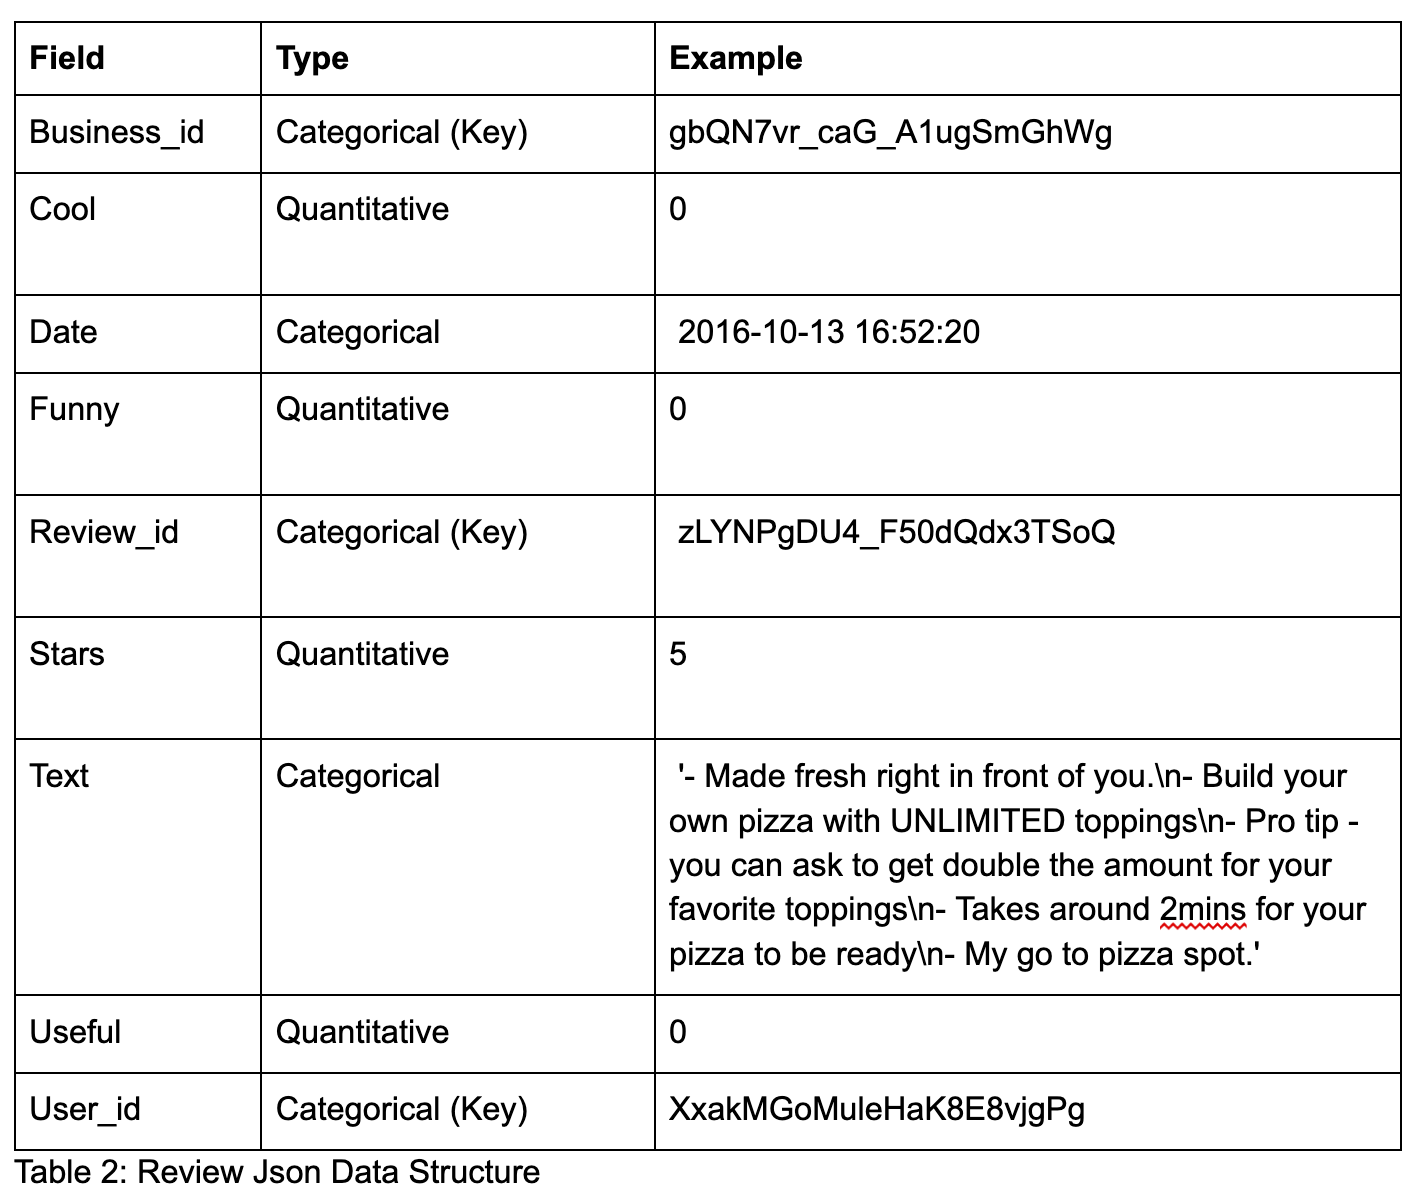 Field Type Example
Business_id Categorical (Key) gbQN7vr_caG_A1ugSmGhWg
Cool Quantitative 0
Date Categorical 2016-10-13 16:52:20
Funny Quantitative 0
Review_id Categorical (Key) zLYNPgDU4_F50dQdx3TSoQ
Stars Quantitative 5
Text Categorical '- Made fresh right in front of you.\n- Build your
own pizza with UNLIMITED toppings\n- Pro tip -
you can ask to get double the amount for your
favorite toppings\n- Takes around 2mins for your
pizza to be ready\n- My go to pizza spot.'
Useful Quantitative 0
User_id Categorical (Key) XxakMGoMuleHaK8E8vjgPg
Table 2: Review Json Data Structure